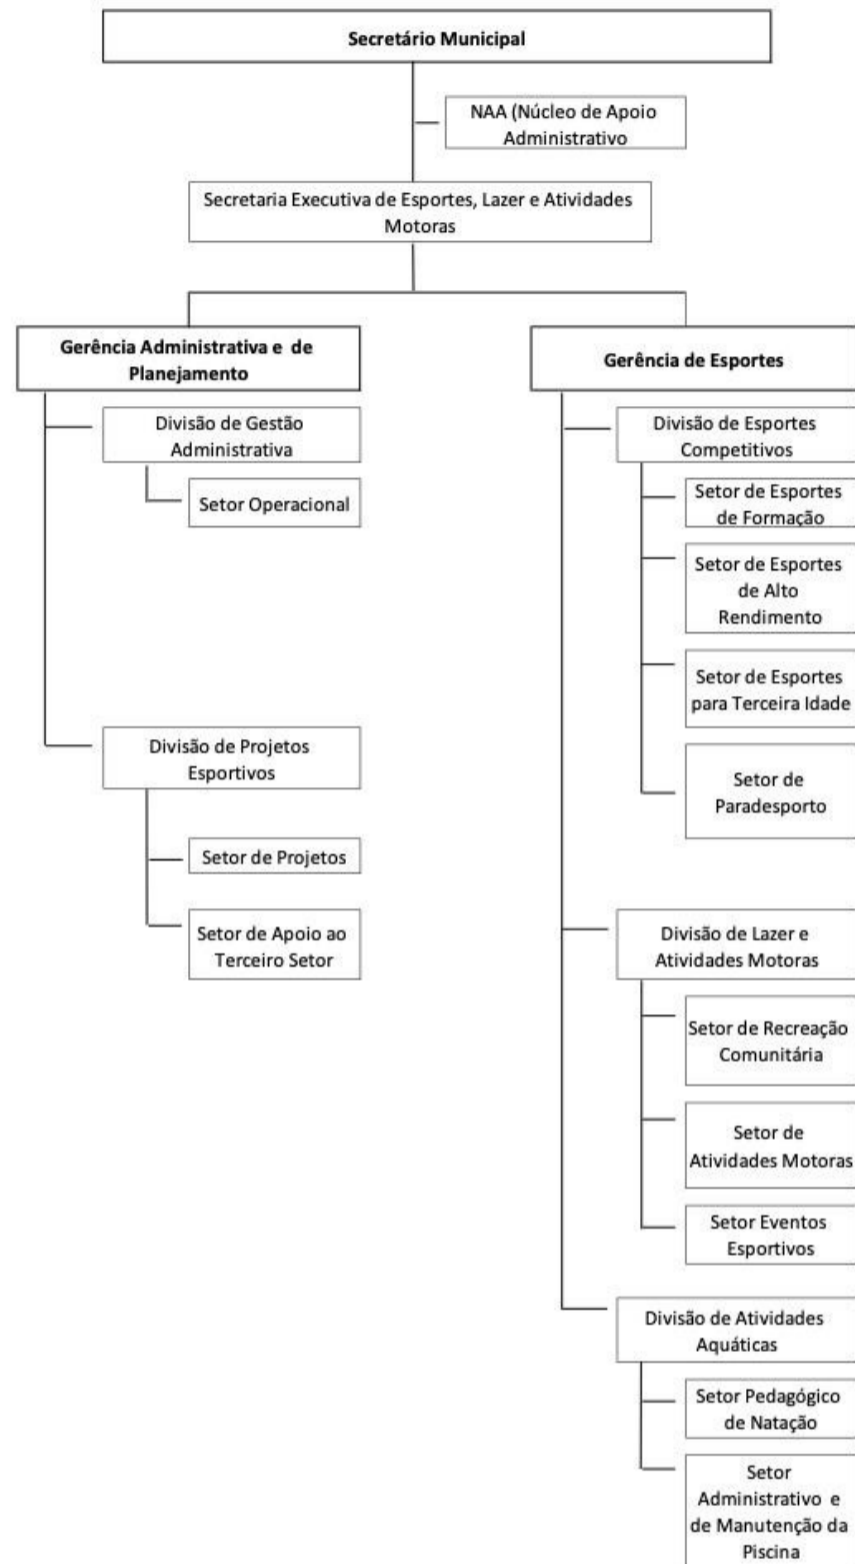 Secretário Municipal
NAA (Núcleo de Apoio
Administrativo
Secretaria Executiva de Esportes, Lazer e Atividades
Motoras
Gerência Administrativa e de
Planejamento
Divisão de Gestão
Administrativa
Setor Operacional
Divisão de Projetos
Esportivos
Setor de Projetos
Setor de Apoio ao
Terceiro Setor
Gerência de Esportes
Divisão de Esportes
Competitivos
Setor de Esportes
de Formação
Setor de Esportes
de Alto
Rendimento
Setor de Esportes
para Terceira Idade
Setor de
Paradesporto
Divisão de Lazer e
Atividades Motoras
Setor de Recreação
Comunitária
Setor de
Atividades Motoras
Setor Eventos
Esportivos
Divisão de Atividades
Aquáticas
Setor Pedagógico
de Natação
Setor
Administrativo e
de Manutenção da
Piscina